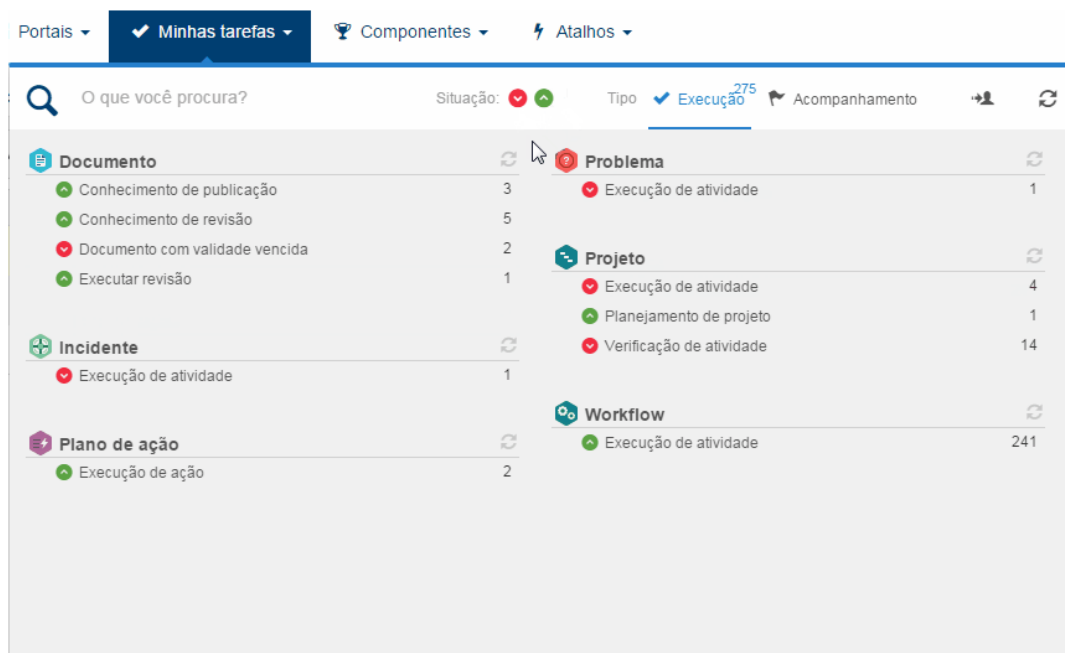 Portais
Minhas tarefas
Componentes
Atalhos
O que você procura?
Situação:
Tipo
Execução
275
Acompanhamento
Documento
Conhecimento de publicação 3
Conhecimento de revisão 5
Documento com validade vencida 2
Executar revisão 1
Incidente
Execução de atividade 1
Plano de ação
Execução de ação 2
Problema
Execução de atividade 1
Projeto
Execução de atividade 4
Planejamento de projeto 1
Verificação de atividade 14
Workflow
Execução de atividade 241